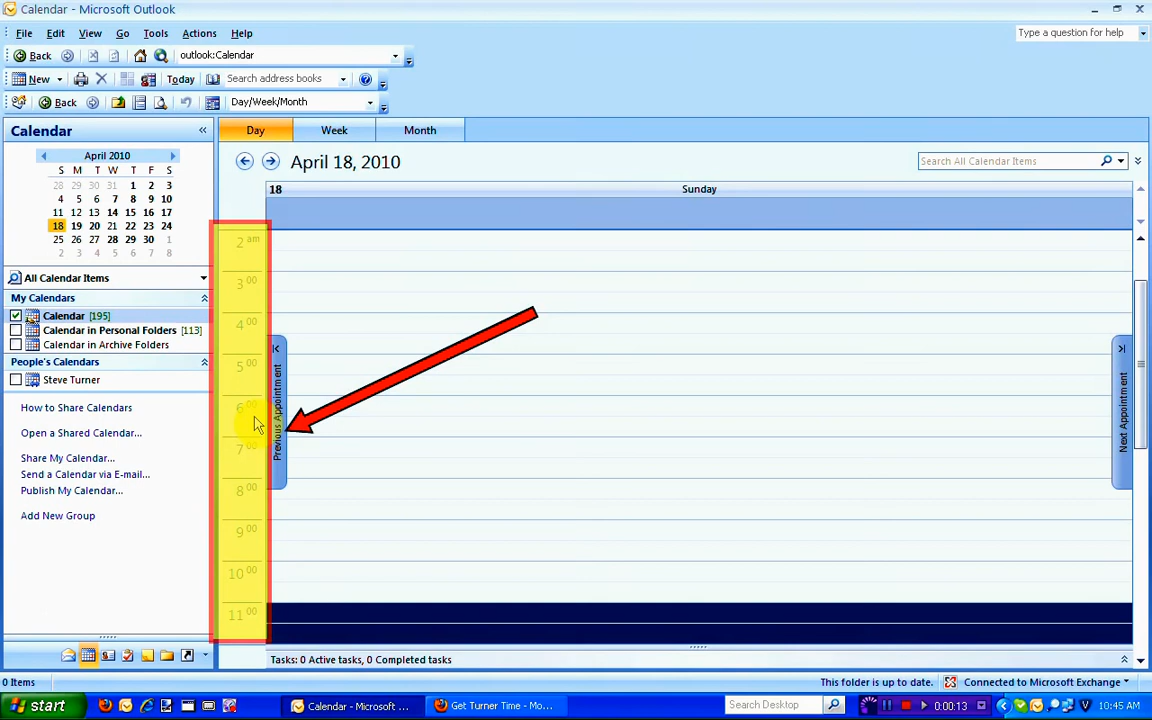 Calendar - Microsoft Outlook
File Edit View Go Tools Actions Help
Type a question for help
Back outlook:Calendar
New Today Search address books
Back Day/Week/Month
Calendar «
Day Week Month
April 2010
April 18, 2010
Search All Calendar Items
S M T W T F S
28 29 30 31 1 2 3
4 5 6 7 8 9 10
11 12 13 14 15 16 17
18 19 20 21 22 23 24
25 26 27 28 29 30 1
2 3 4 5 6 7 8
18 Sunday
All Calendar Items
My Calendars
Calendar [195]
Calendar in Personal Folders [113]
Calendar in Archive Folders
People's Calendars
Steve Turner
How to Share Calendars
Open a Shared Calendar...
Share My Calendar...
Send a Calendar via E-mail...
Publish My Calendar...
Add New Group
2 am
3 00
4 00
5 00
6 00
7 00
8 00
9 00
10 00
11 00
Previous Appointment
Next Appointment
Tasks: 0 Active tasks, 0 Completed tasks
0 Items
This folder is up to date.
Connected to Microsoft Exchange
start
Calendar - Microsoft ...
Get Turner Time - Mo...
Search Desktop
0:00:13
V
10:45 AM